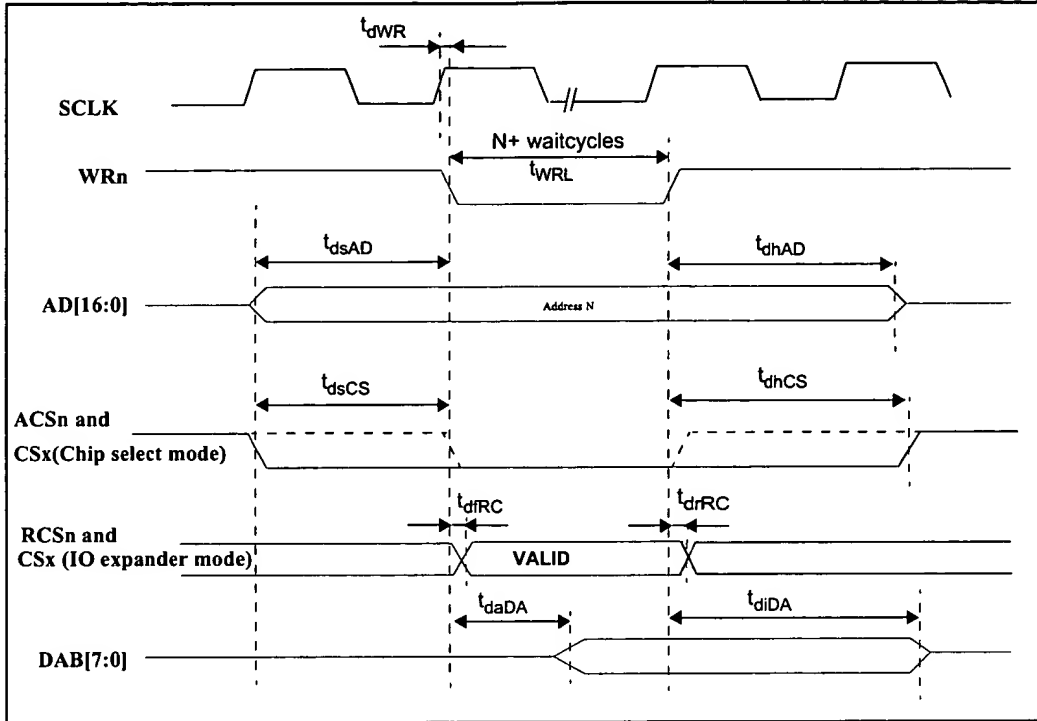 tdWR
SCLK
N+ waitcycles
WRn
tWRL
tdsAD
tdhAD
AD[16:0]
Address N
tdsCS
tdhCS
ACSn and
CSx(Chip select mode)
tdfRC
tdrRC
RCSn and
CSx (IO expander mode)
VALID
tdaDA
tdiDA
DAB[7:0]